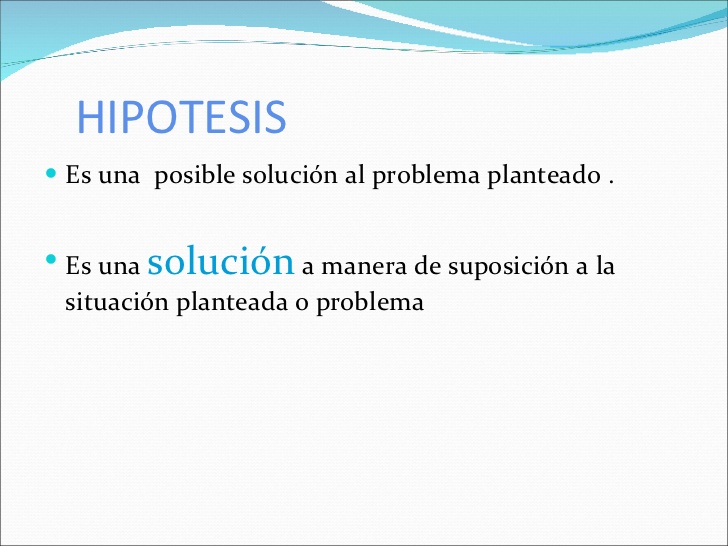 HIPOTESIS
• Es una posible solución al problema planteado .
• Es una solución a manera de suposición a la
situación planteada o problema